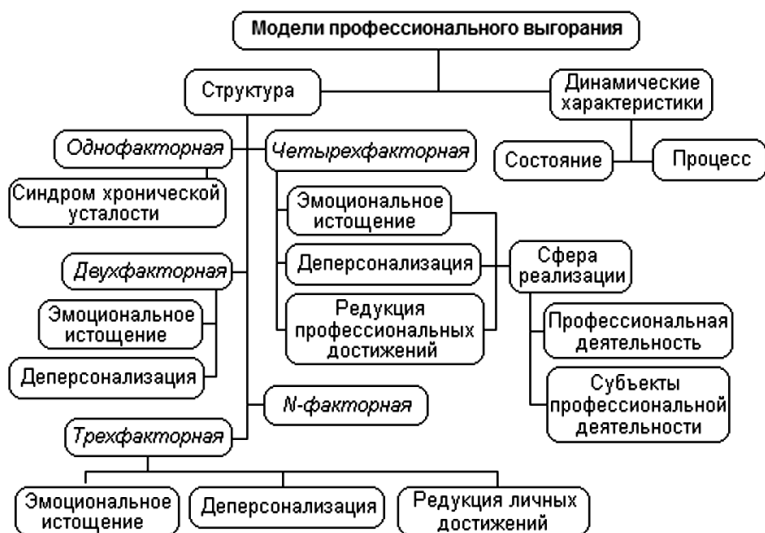 Модели профессионального выгорания
Структура
Динамические
характеристики
Однофакторная
Четырехфакторная
Состояние
Процесс
Синдром хронической
усталости
Эмоциональное
истощение
Двухфакторная
Деперсонализация
Сфера
реализации
Эмоциональное
истощение
Редукция
профессиональных
достижений
Профессиональная
деятельность
Деперсонализация
Субъекты
профессиональной
деятельности
N-факторная
Трехфакторная
Эмоциональное
истощение
Деперсонализация
Редукция личных
достижений